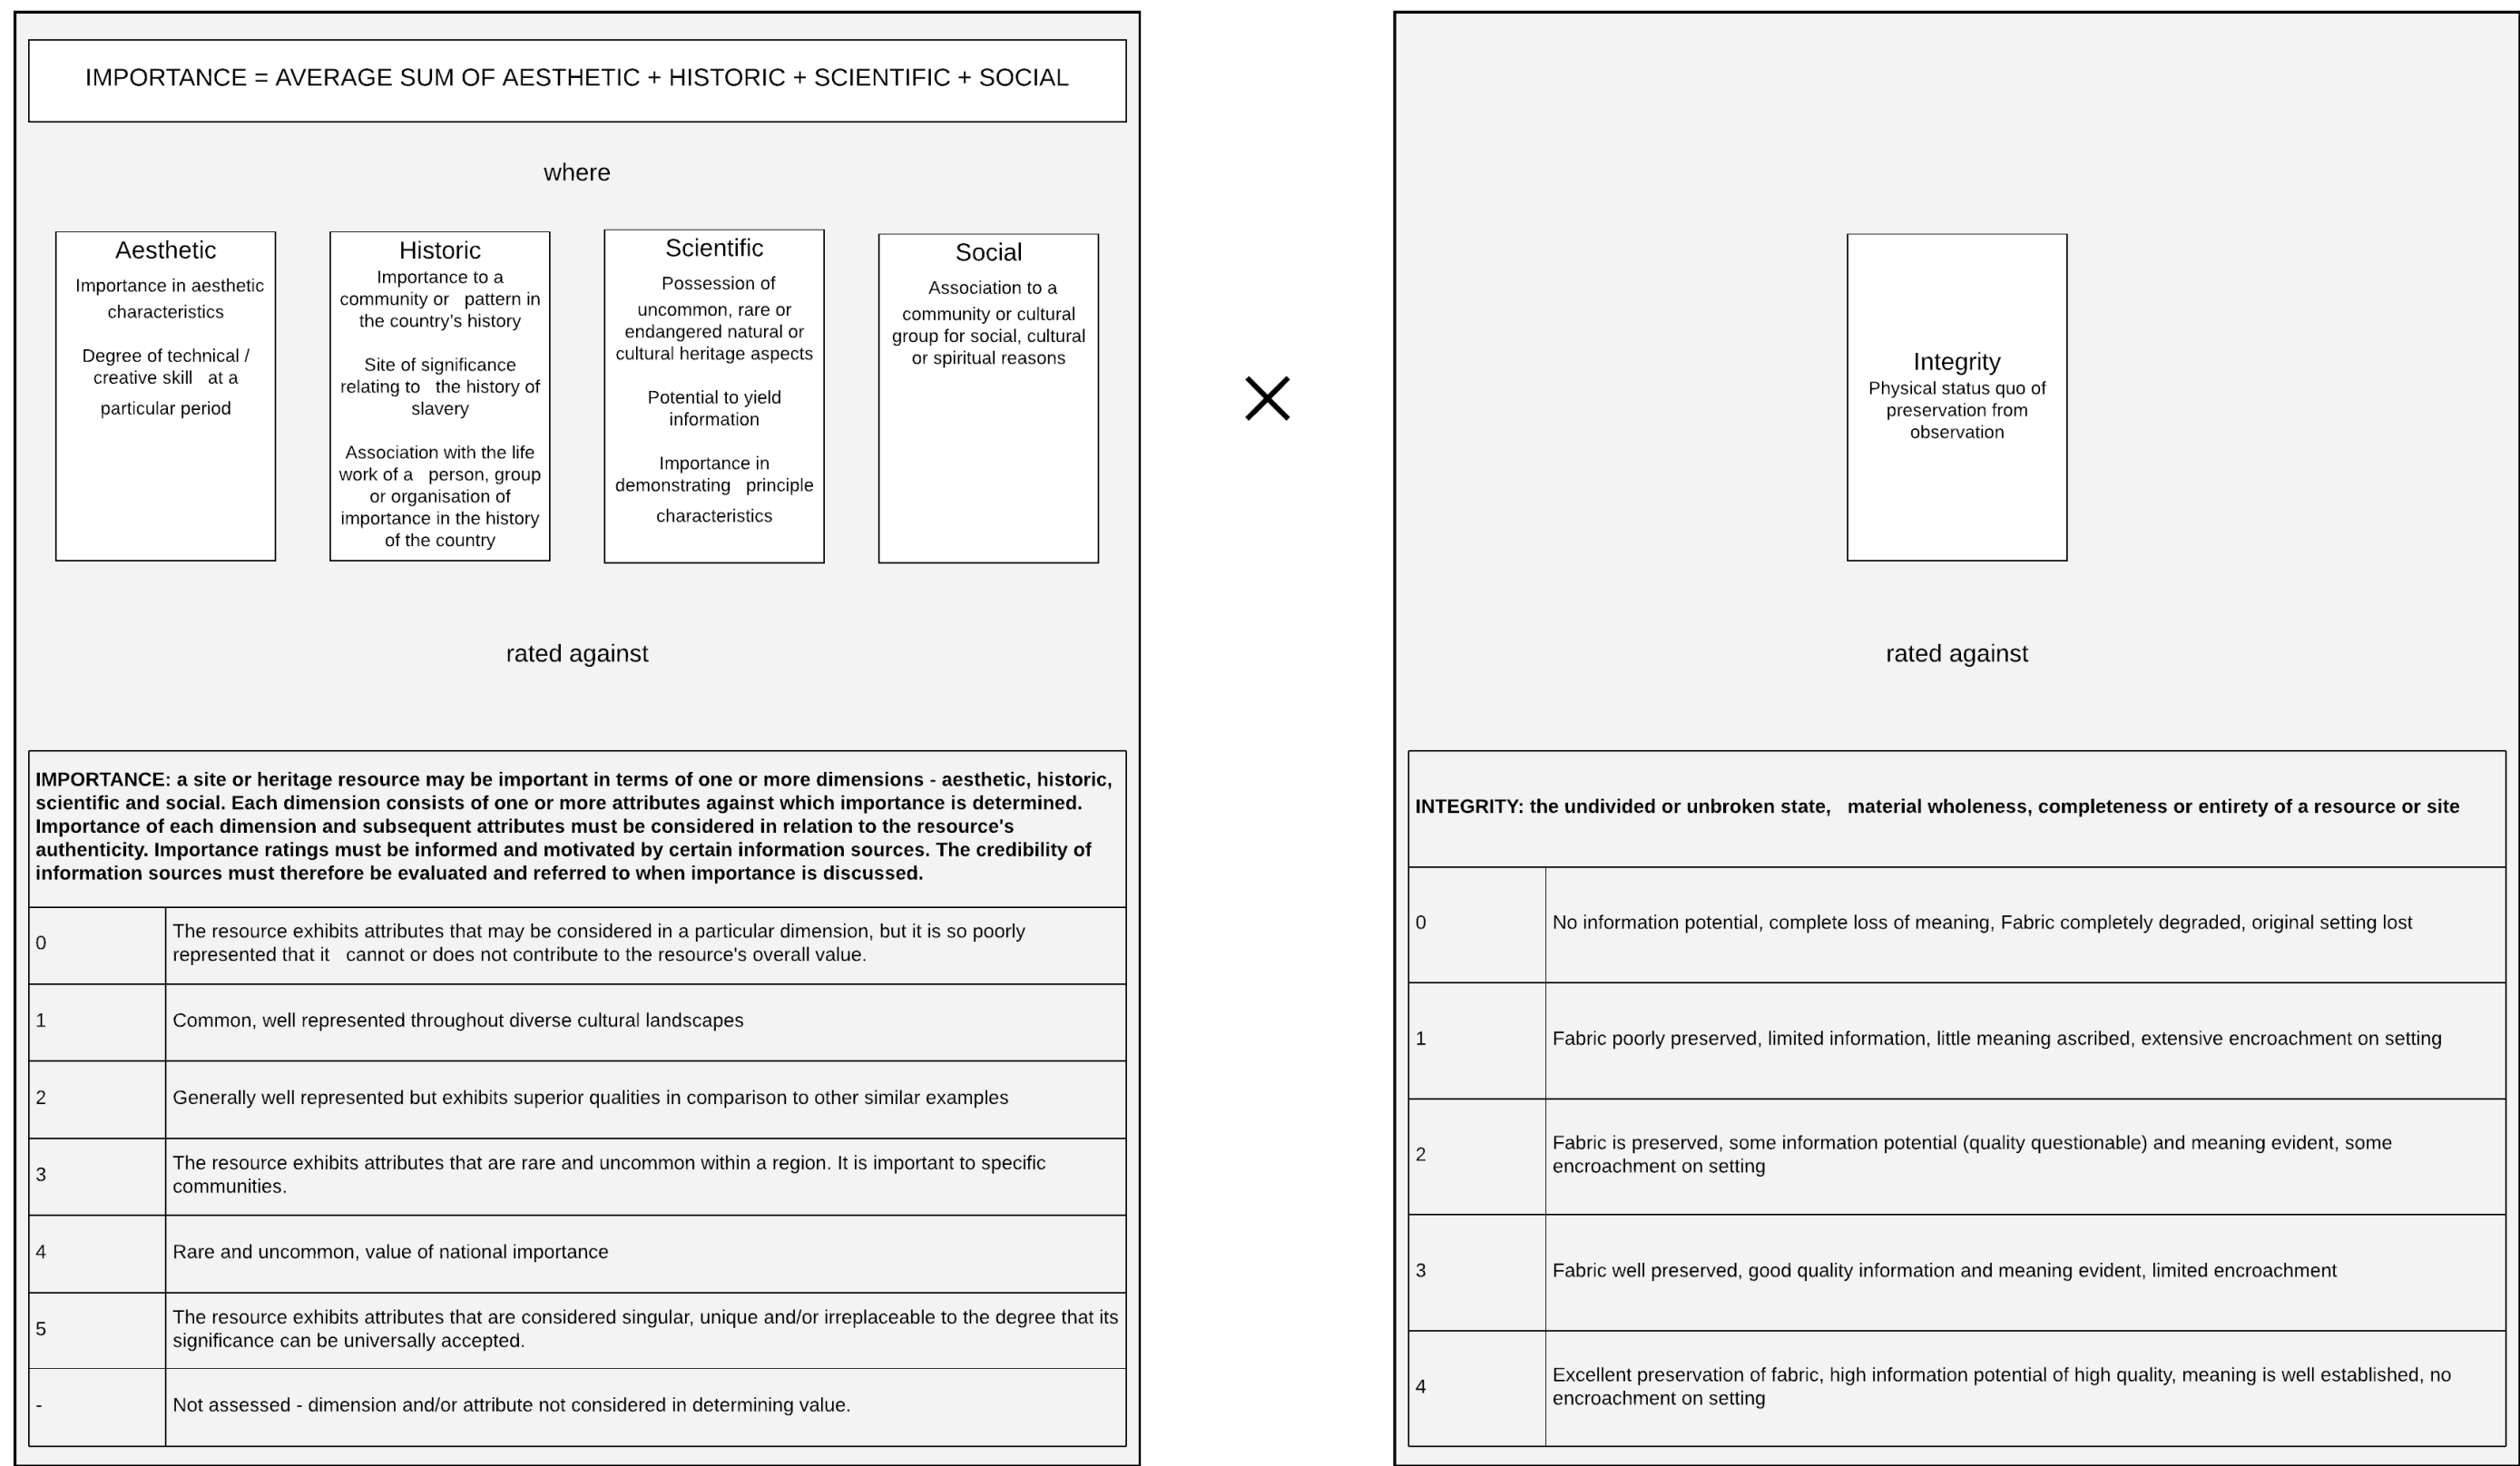 IMPORTANCE = AVERAGE SUM OF AESTHETIC + HISTORIC + SCIENTIFIC + SOCIAL
where
Aesthetic
Importance in aesthetic
characteristics
Degree of technical /
creative skill at a
particular period
Historic
Importance to a
community or pattern in
the country's history
Site of significance
relating to the history of
slavery
Association with the life
work of a person, group
or organisation of
importance in the history
of the country
Scientific
Possession of
uncommon, rare or
endangered natural or
cultural heritage aspects
Potential to yield
information
Importance in
demonstrating principle
characteristics
Social
Association to a
community or cultural
group for social, cultural
or spiritual reasons
rated against
IMPORTANCE: a site or heritage resource may be important in terms of one or more dimensions - aesthetic, historic,
scientific and social. Each dimension consists of one or more attributes against which importance is determined.
Importance of each dimension and subsequent attributes must be considered in relation to the resource's
authenticity. Importance ratings must be informed and motivated by certain information sources. The credibility of
information sources must therefore be evaluated and referred to when importance is discussed.
0
The resource exhibits attributes that may be considered in a particular dimension, but it is so poorly
represented that it cannot or does not contribute to the resource's overall value.
1
Common, well represented throughout diverse cultural landscapes
2
Generally well represented but exhibits superior qualities in comparison to other similar examples
3
The resource exhibits attributes that are rare and uncommon within a region. It is important to specific
communities.
4
Rare and uncommon, value of national importance
5
The resource exhibits attributes that are considered singular, unique and/or irreplaceable to the degree that its
significance can be universally accepted.
-
Not assessed - dimension and/or attribute not considered in determining value.
×
Integrity
Physical status quo of
preservation from
observation
rated against
INTEGRITY: the undivided or unbroken state, material wholeness, completeness or entirety of a resource or site
0
No information potential, complete loss of meaning, Fabric completely degraded, original setting lost
1
Fabric poorly preserved, limited information, little meaning ascribed, extensive encroachment on setting
2
Fabric is preserved, some information potential (quality questionable) and meaning evident, some
encroachment on setting
3
Fabric well preserved, good quality information and meaning evident, limited encroachment
4
Excellent preservation of fabric, high information potential of high quality, meaning is well established, no
encroachment on setting